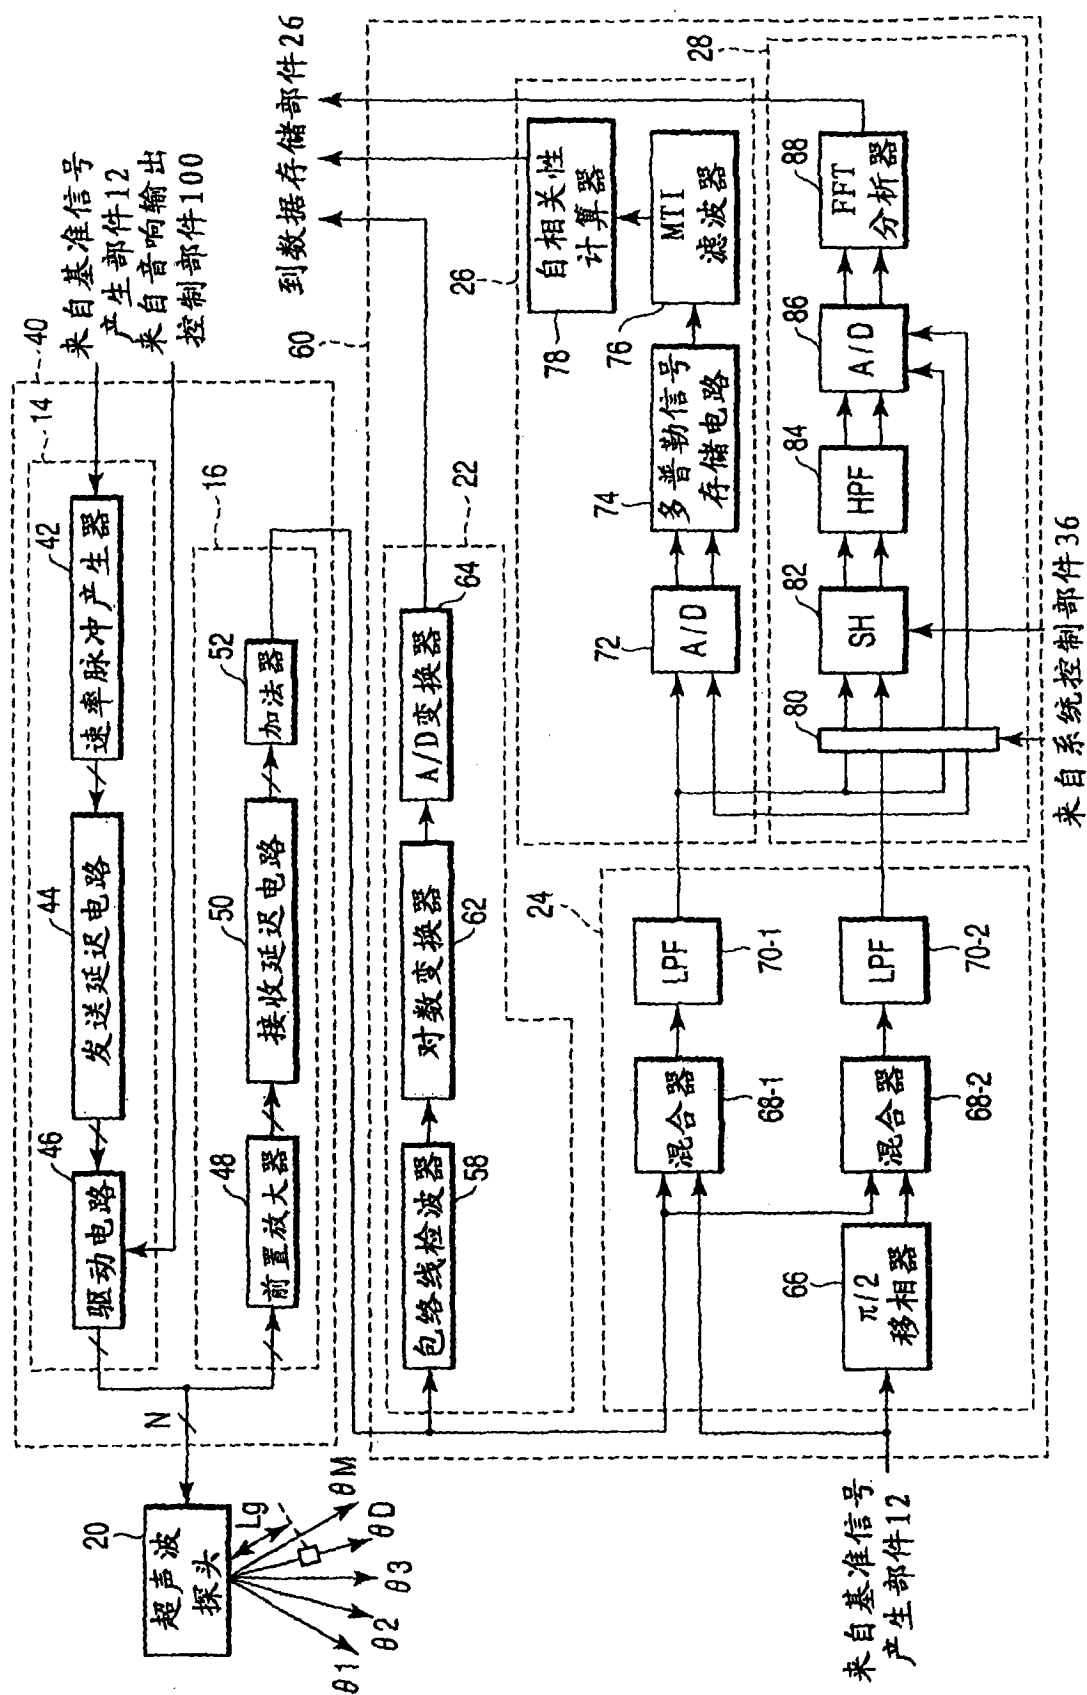 来自基准信号
产生部件12
来自音响输出
控制部件100
到数据存储部件26
40
14
42
速率脉冲产生器
44
发送延迟电路
46
驱动电路
16
52
加法器
50
接收延迟电路
48
前置放大器
N
20
超声波
探头
Lg
θ1
θ2
θ3
θD
θM
60
22
64
A/D变换器
62
对数变换器
58
包络线检波器
26
78
自相关性
计算器
76
MTI
滤波器
74
多普勒信号
存储电路
72
A/D
28
88
FFT
分析器
86
A/D
84
HPF
82
SH
80
来自系统控制部件36
24
LPF
70-1
LPF
70-2
混合器
68-1
混合器
68-2
66
π/2
移相器
来自基准信号
产生部件12